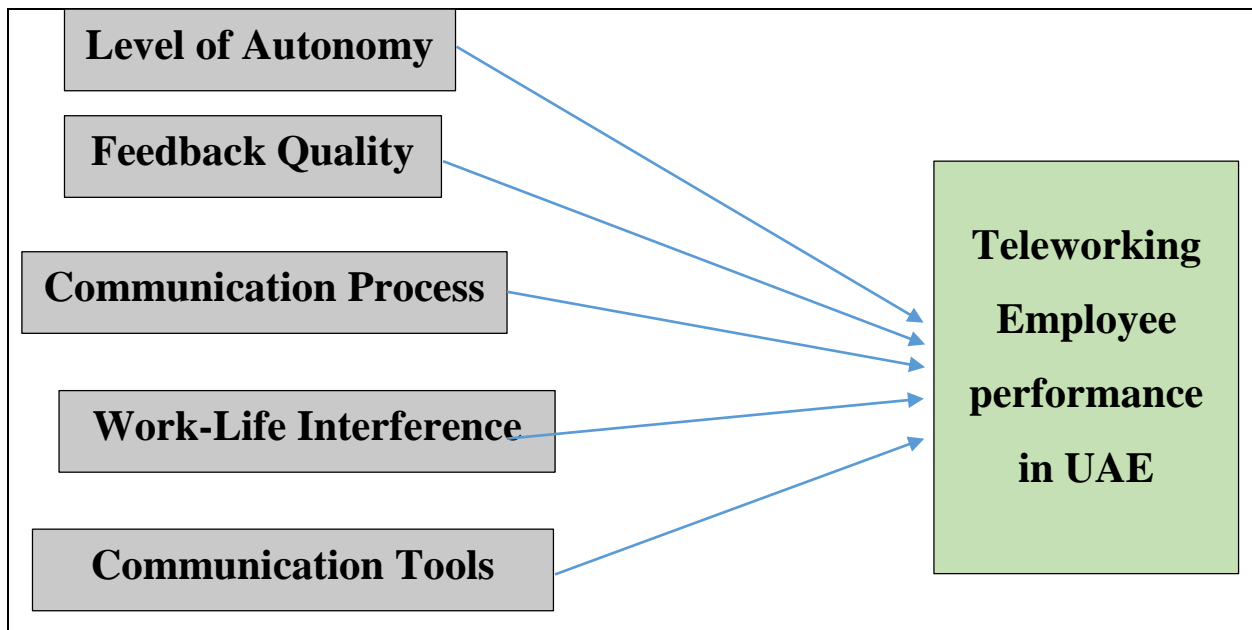 Level of Autonomy
Feedback Quality
Communication Process
Work-Life Interference
Communication Tools
Teleworking
Employee
performance
in UAE